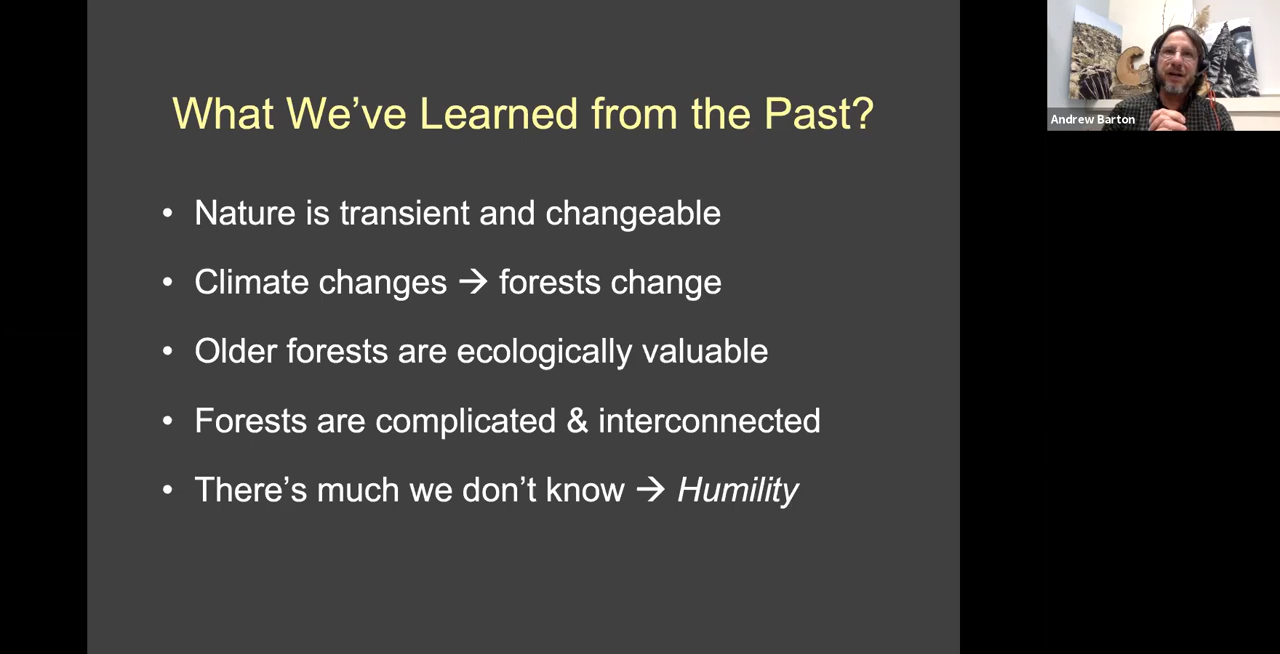 What We’ve Learned from the Past?
• Nature is transient and changeable
• Climate changes → forests change
• Older forests are ecologically valuable
• Forests are complicated & interconnected
• There’s much we don’t know → Humility
Andrew Barton